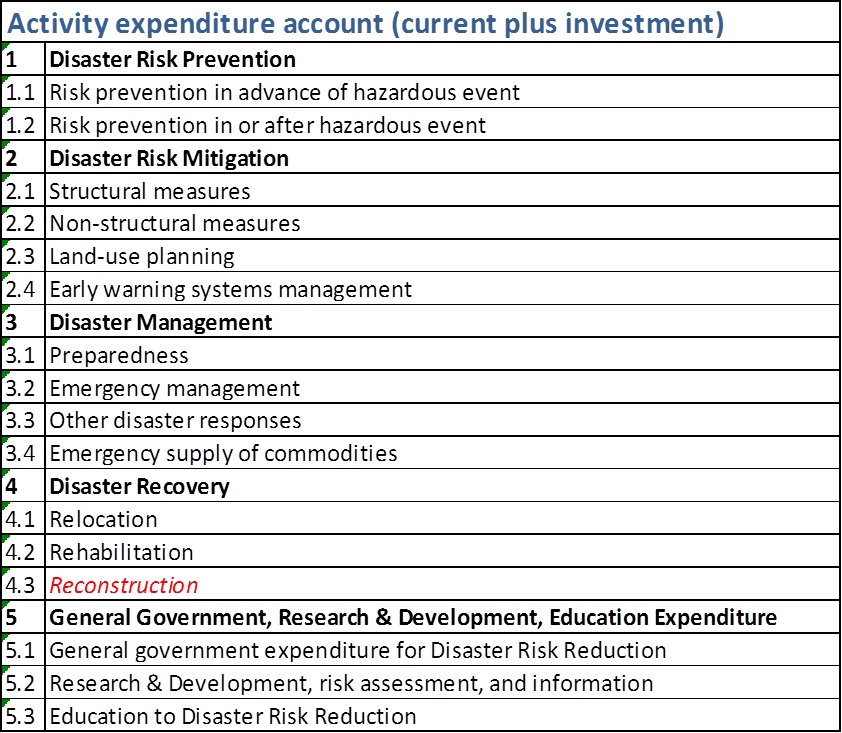 Activity expenditure account (current plus investment)
1 Disaster Risk Prevention
1.1 Risk prevention in advance of hazardous event
1.2 Risk prevention in or after hazardous event
2 Disaster Risk Mitigation
2.1 Structural measures
2.2 Non-structural measures
2.3 Land-use planning
2.4 Early warning systems management
3 Disaster Management
3.1 Preparedness
3.2 Emergency management
3.3 Other disaster responses
3.4 Emergency supply of commodities
4 Disaster Recovery
4.1 Relocation
4.2 Rehabilitation
4.3 Reconstruction
5 General Government, Research & Development, Education Expenditure
5.1 General government expenditure for Disaster Risk Reduction
5.2 Research & Development, risk assessment, and information
5.3 Education to Disaster Risk Reduction